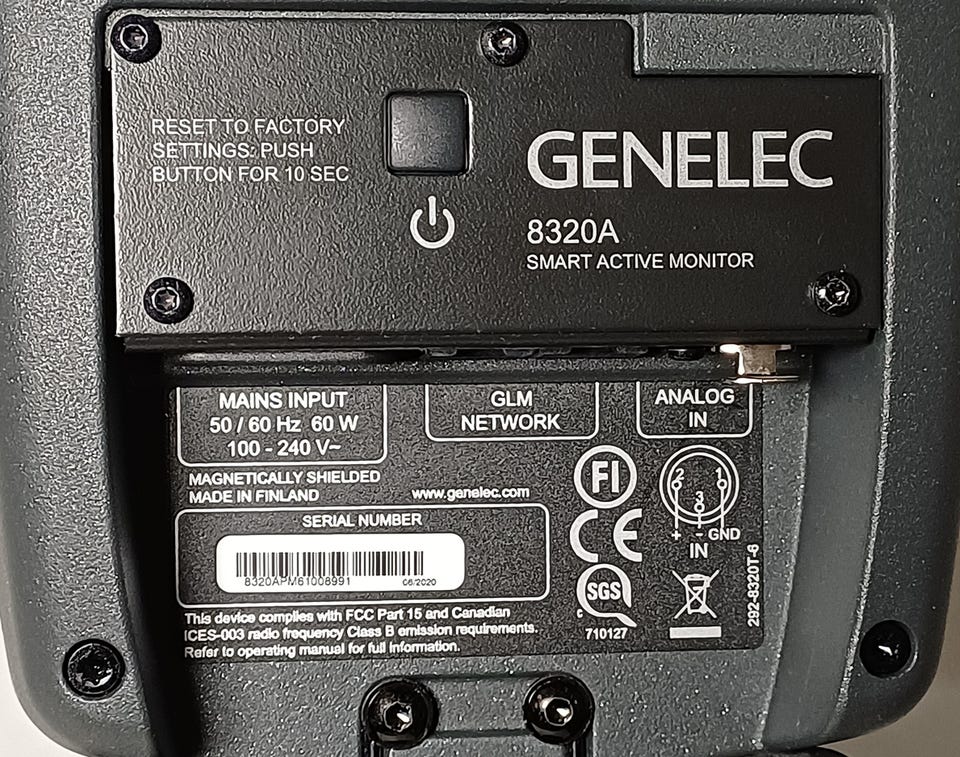 RESET TO FACTORY
SETTINGS: PUSH
BUTTON FOR 10 SEC
GENELEC
8320A
SMART ACTIVE MONITOR
MAINS INPUT
50 / 60 Hz 60 W
100 - 240 V~
GLM
NETWORK
ANALOG
IN
MAGNETICALLY SHIELDED
MADE IN FINLAND
www.genelec.com
SERIAL NUMBER
8320APM61008991
06/2020
This device complies with FCC Part 15 and Canadian
ICES-003 radio frequency Class B emission requirements.
Refer to operating manual for full information.
FI
CE
c SGS
710127
2 1
3
+ - GND
IN
292-8320T-6